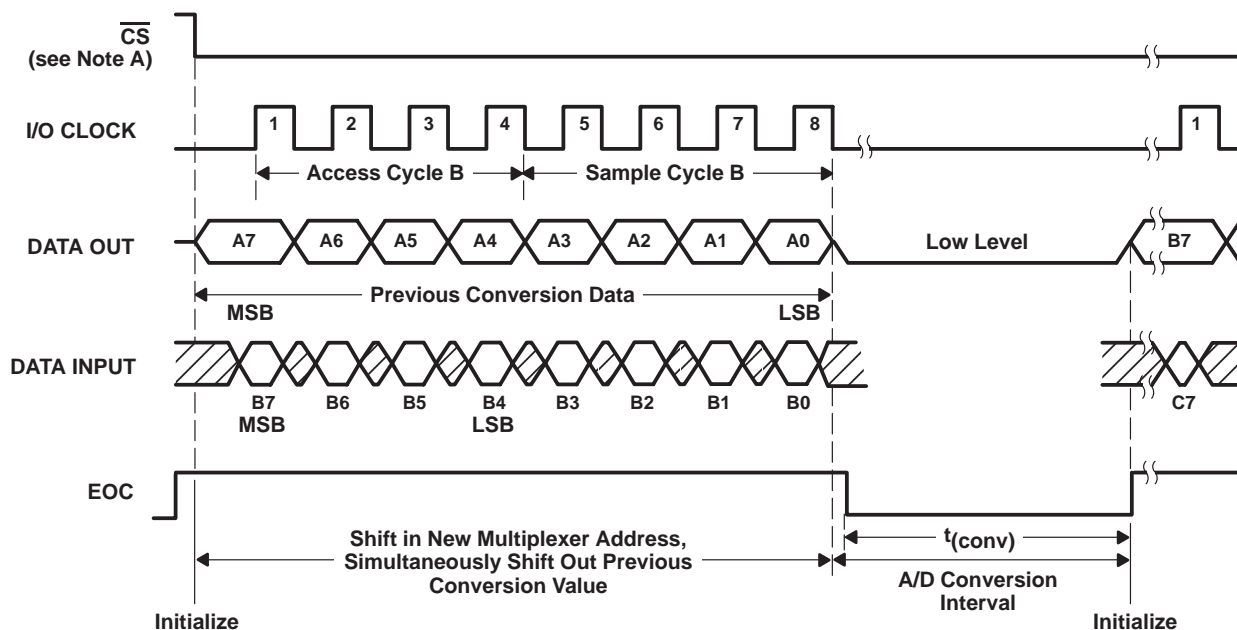 CS
(see Note A)
I/O CLOCK
1 2 3 4 5 6 7 8 1
Access Cycle B Sample Cycle B
DATA OUT
A7 A6 A5 A4 A3 A2 A1 A0 Low Level B7
Previous Conversion Data
MSB LSB
DATA INPUT
B7 B6 B5 B4 B3 B2 B1 B0 C7
MSB LSB
EOC
Shift in New Multiplexer Address,
Simultaneously Shift Out Previous
Conversion Value
t(conv)
A/D Conversion
Interval
Initialize Initialize